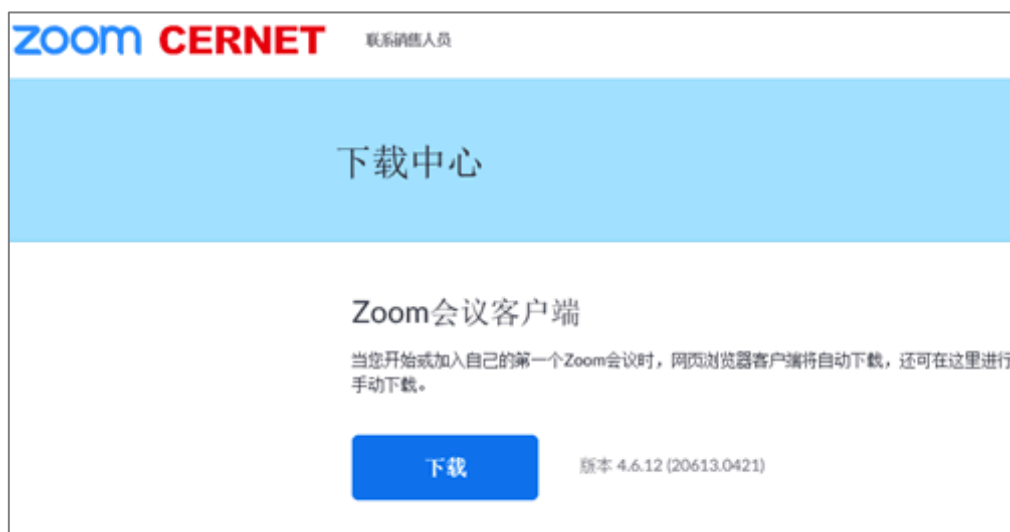 zoom CERNET 联系销售人员
下载中心
Zoom会议客户端
当您开始或加入自己的第一个Zoom会议时，网页浏览器客户端将自动下载，还可在这里进行
手动下载。
下载 版本 4.6.12 (20613.0421)